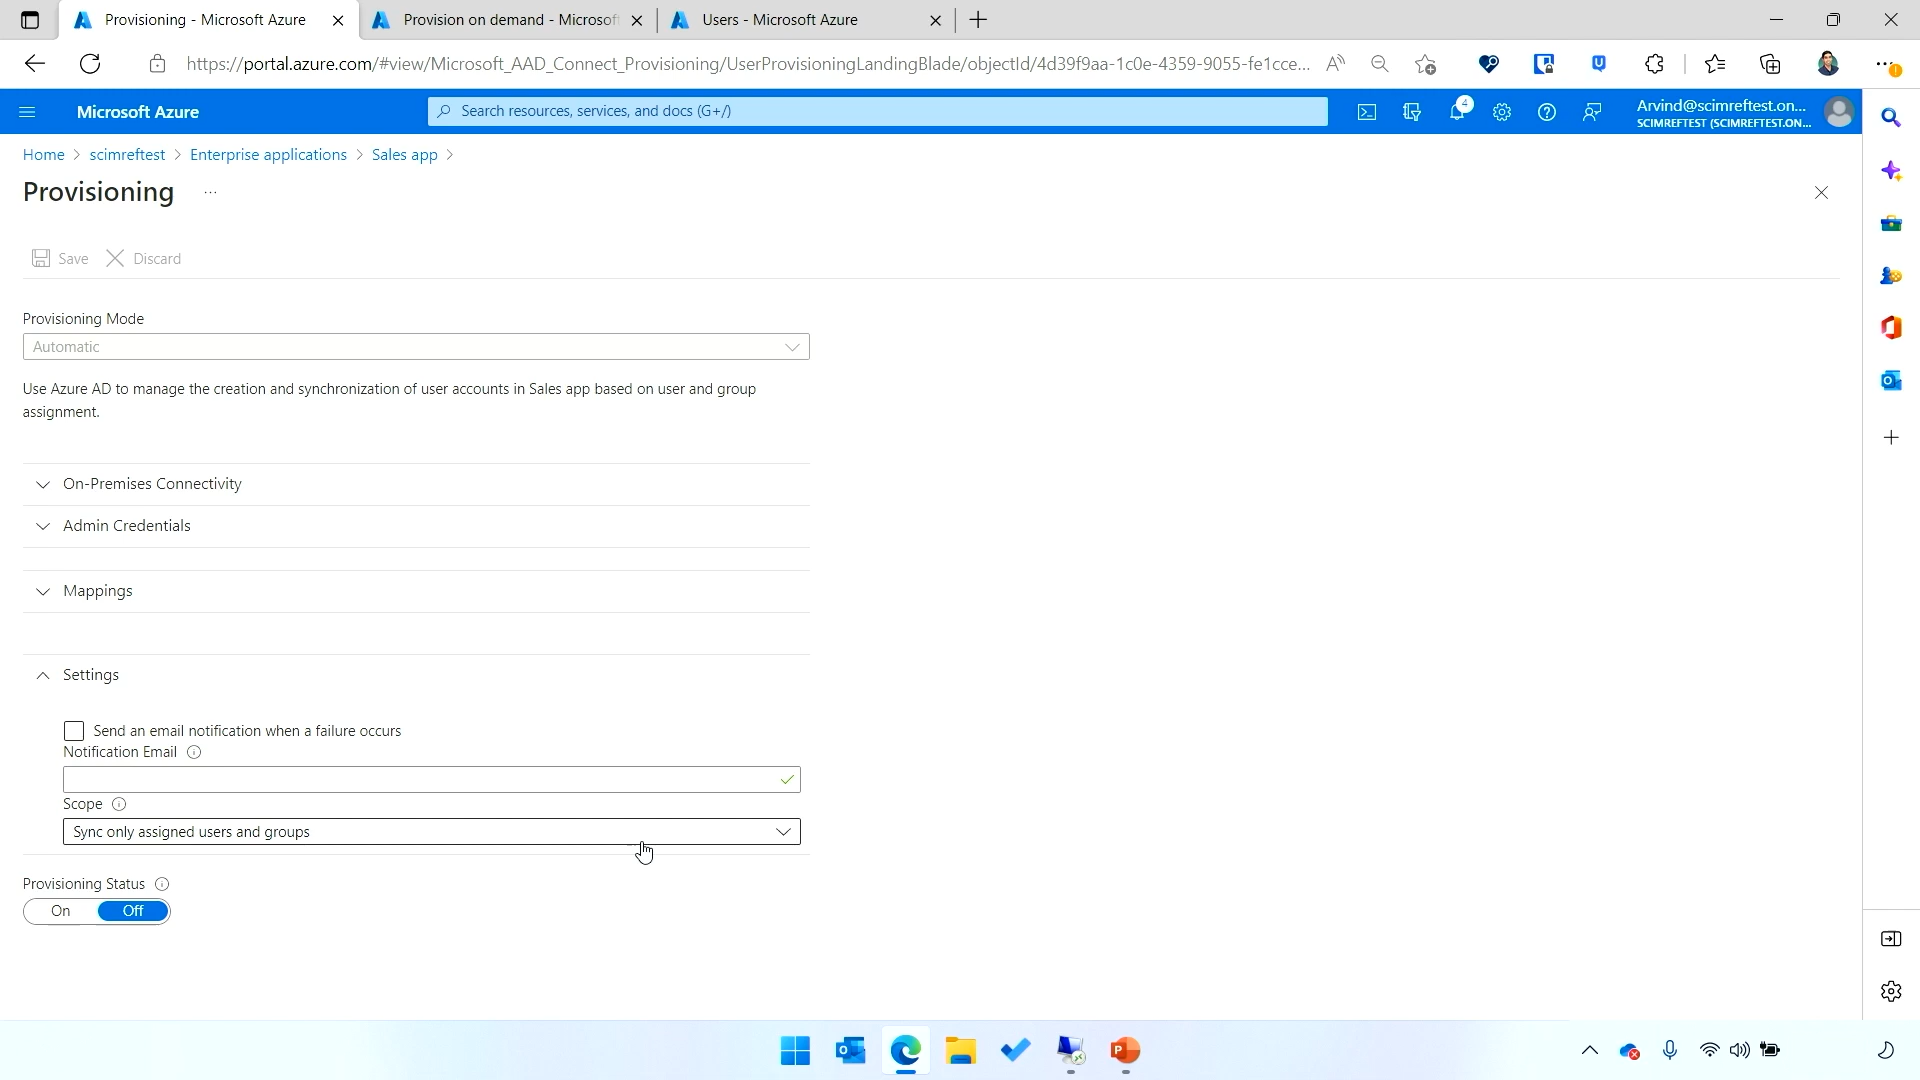 Provisioning - Microsoft Azure
Provision on demand - Microsof
Users - Microsoft Azure
https://portal.azure.com/#view/Microsoft_AAD_Connect_Provisioning/UserProvisioningLandingBlade/objectId/4d39f9aa-1c0e-4359-9055-fe1cce...
Microsoft Azure
Search resources, services, and docs (G+/)
4
Arvind@scimreftest.on...
SCIMREFTEST (SCIMREFTEST.ON...
Home > scimreftest > Enterprise applications > Sales app >
Provisioning ...
Save
Discard
Provisioning Mode
Automatic
Use Azure AD to manage the creation and synchronization of user accounts in Sales app based on user and group
assignment.
On-Premises Connectivity
Admin Credentials
Mappings
Settings
Send an email notification when a failure occurs
Notification Email
Scope
Sync only assigned users and groups
Provisioning Status
On
Off